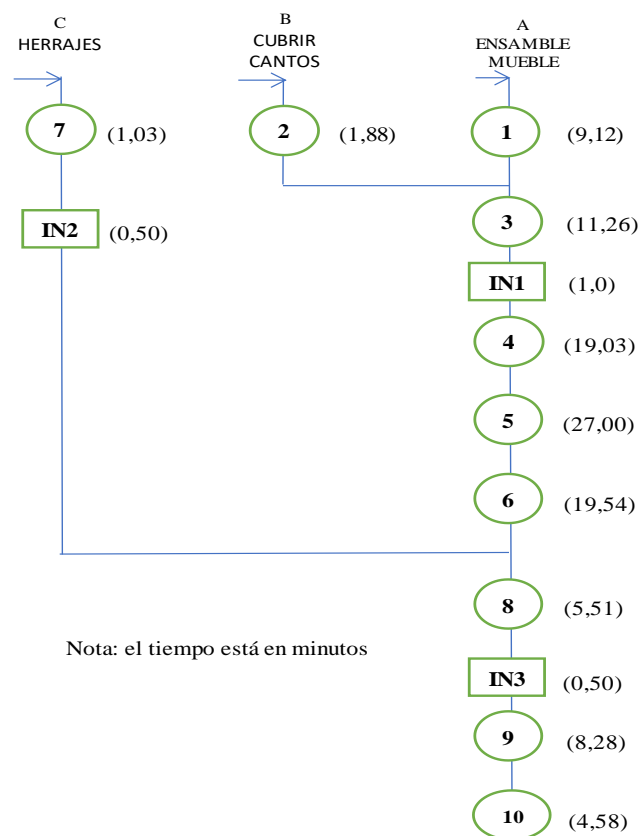 C
HERRAJES
B
CUBRIR
CANTOS
A
ENSAMBLE
MUEBLE
7 (1,03)
2 (1,88)
1 (9,12)
IN2 (0,50)
3 (11,26)
IN1 (1,0)
4 (19,03)
5 (27,00)
6 (19,54)
8 (5,51)
Nota: el tiempo está en minutos
IN3 (0,50)
9 (8,28)
10 (4,58)